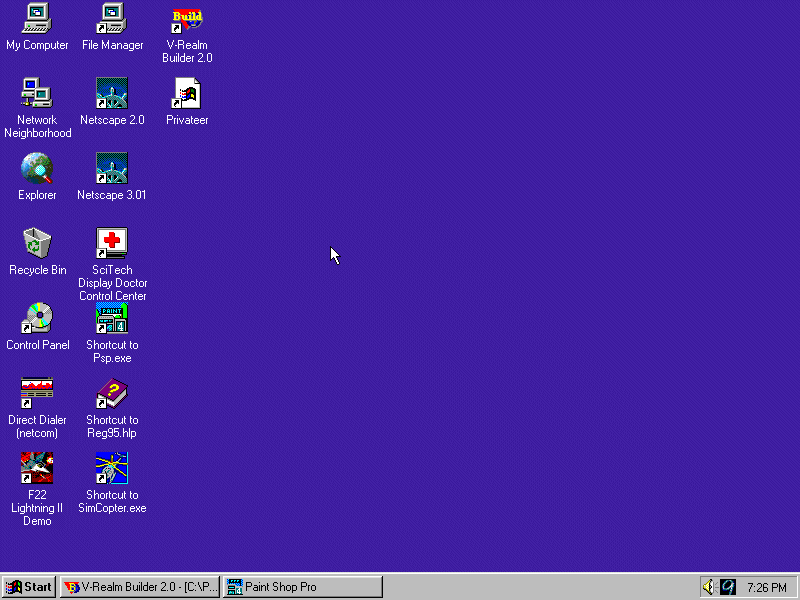 My Computer
File Manager
Build
V-Realm
Builder 2.0
Network
Neighborhood
Netscape 2.0
Privateer
Explorer
Netscape 3.01
Recycle Bin
SciTech
Display Doctor
Control Center
Control Panel
PAINT
4
Shortcut to
Psp.exe
Direct Dialer
(netcom)
?
Shortcut to
Reg95.hlp
F22
Lightning II
Demo
Shortcut to
SimCopter.exe
Start
V-Realm Builder 2.0 - [C:\P...
Paint Shop Pro
7:26 PM